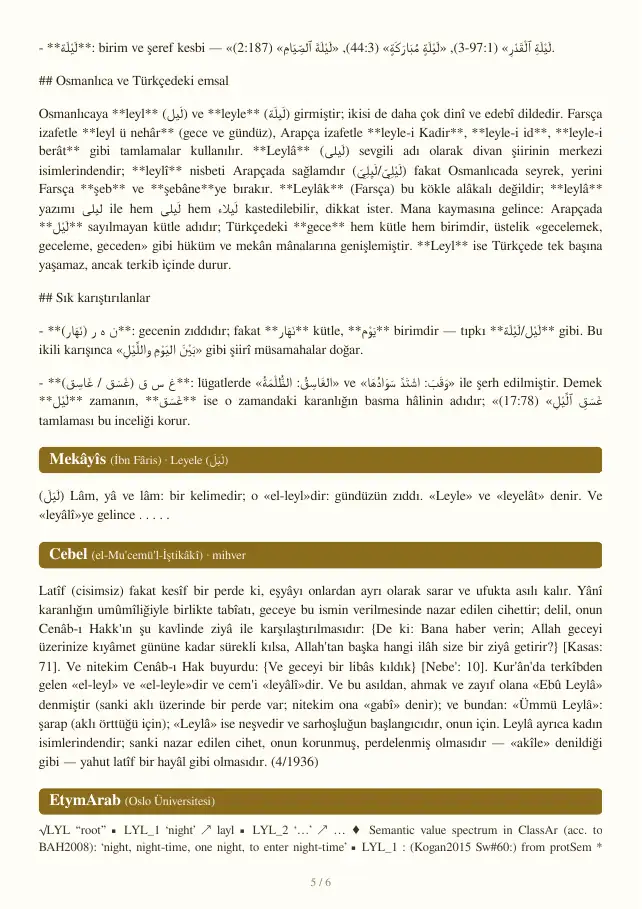 - **لَيْلَة**: birim ve şeref kesbi — «لَيْلَةَ ٱلصِّيَامِ» (2:187)، «لَيْلَةٍ مُبَارَكَةٍ» (44:3)، «لَيْلَةِ ٱلْقَدْرِ» (97:1-3).
## Osmanlıca ve Türkçedeki emsal
Osmanlıcaya **leyl** (ليل) ve **leyle** (ليلة) girmiştir; ikisi de daha çok dinî ve edebî dildedir. Farsça
izafetle **leyl ü nehâr** (gece ve gündüz), Arapça izafetle **leyle-i Kadir**, **leyle-i id**, **leyle-i
berât** gibi tamlamalar kullanılır. **Leylâ** (ليلى) sevgili adı olarak divan şiirinin merkezi
isimlerindendir; **leylî** nisbeti Arapçada sağlamdır (لَيْلِيّ/لَيْلِيّ) fakat Osmanlıcada seyrek, yerini
Farsça **şeb** ve **şebâne**ye bırakır. **Leylâk** (Farsça) bu kökle alâkalı değildir; **leylâ**
yazımı ليلى ile hem لَيلى hem لَيلاء kastedilebilir, dikkat ister. Mana kaymasına gelince: Arapçada
**لَيْل** sayılmayan kütle adıdır; Türkçedeki **gece** hem kütle hem birimdir, üstelik «gecelemek,
geceleme, geceden» gibi hüküm ve mekân mânalarına genişlemiştir. **Leyl** ise Türkçede tek başına
yaşamaz, ancak terkib içinde durur.
## Sık karıştırılanlar
- **ن ه ر (نَهَار)**: gecenin zıddıdır; fakat **نَهَار** kütle, **يَوْم** birimdir — tıpkı **لَيْل/لَيْلَة** gibi. Bu
ikili karışınca «بَيْنَ اليَوْمِ واللَّيْلِ» gibi şiirî müsamahalar doğar.
- **غ س ق (غَسَق / غَاسِق)**: lügatlerde «الغَاسِقُ: الظُّلْمَةُ» ve «وَقَبَ: اشْتَدَّ سَوَادُهَا» ile şerh edilmiştir. Demek
**لَيْل** zamanın, **غَسَق** ise o zamandaki karanlığın basma hâlinin adıdır; «غَسَقِ ٱلَّيْلِ» (17:78)
tamlaması bu inceliği korur.
Mekâyîs (İbn Fâris) · Leyele (لَيَلَ)
(لَيَلَ) Lâm, yâ ve lâm: bir kelimedir; o «el-leyl»dir: gündüzün zıddı. «Leyle» ve «leyelât» denir. Ve
«leyâlî»ye gelince . . . . .
Cebel (el-Mu'cemü'l-İştikâkî) · mihver
Latîf (cisimsiz) fakat kesîf bir perde ki, eşyâyı onlardan ayrı olarak sarar ve ufukta asılı kalır. Yânî
karanlığın umûmîliğiyle birlikte tabîatı, geceye bu ismin verilmesinde nazar edilen cihettir; delil, onun
Cenâb-ı Hakk'ın şu kavlinde ziyâ ile karşılaştırılmasıdır: {De ki: Bana haber verin; Allah geceyi
üzerinize kıyâmet gününe kadar sürekli kılsa, Allah'tan başka hangi ilâh size bir ziyâ getirir?} [Kasas:
71]. Ve nitekim Cenâb-ı Hak buyurdu: {Ve geceyi bir libâs kıldık} [Nebe': 10]. Kur'ân'da terkîbden
gelen «el-leyl» ve «el-leyle»dir ve cem'i «leyâlî»dir. Ve bu asıldan, ahmak ve zayıf olana «Ebû Leylâ»
denmiştir (sanki aklı üzerinde bir perde var; nitekim ona «gabî» denir); ve bundan: «Ümmü Leylâ»:
şarap (aklı örttüğü için); «Leylâ» ise neşvedir ve sarhoşluğun başlangıcıdır, onun için. Leylâ ayrıca kadın
isimlerindendir; sanki nazar edilen cihet, onun korunmuş, perdelenmiş olmasıdır — «akîle» denildiği
gibi — yahut latîf bir hayâl gibi olmasıdır. (4/1936)
EtymArab (Oslo Üniversitesi)
√LYL “root” ▪ LYL_1 ‘night’ ↗ layl ▪ LYL_2 ‘…’ ↗ … ♦ Semantic value spectrum in ClassAr (acc. to
BAH2008): ‘night, night-time, one night, to enter night-time’ ▪ LYL_1 : (Kogan2015 Sw#60:) from protSem *
5 / 6